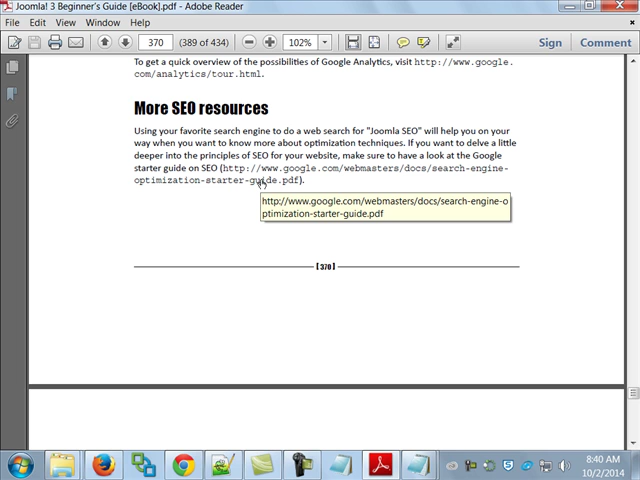 Joomla! 3 Beginner's Guide [eBook].pdf - Adobe Reader
File Edit View Window Help
370 (389 of 434) 102% Sign Comment
To get a quick overview of the possibilities of Google Analytics, visit http://www.google.
com/analytics/tour.html.
More SEO resources
Using your favorite search engine to do a web search for "Joomla SEO" will help you on your
way when you want to know more about optimization techniques. If you want to delve a little
deeper into the principles of SEO for your website, make sure to have a look at the Google
starter guide on SEO (http://www.google.com/webmasters/docs/search-engine-
optimization-starter-guide.pdf).
http://www.google.com/webmasters/docs/search-engine-o
ptimization-starter-guide.pdf
[ 370 ]
8:40 AM
10/2/2014